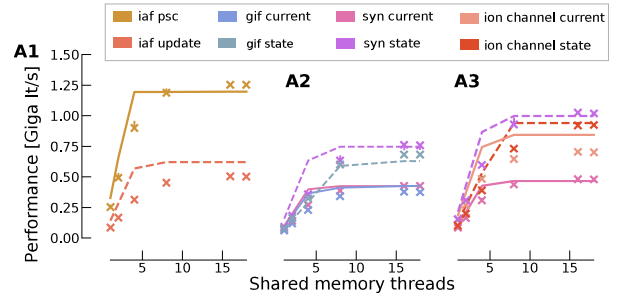 iaf psc gif current syn current ion channel current
iaf update gif state syn state ion channel state
A1
A2
A3
Performance [Giga It/s]
1.50
1.25
1.00
0.75
0.50
0.25
0.00
5 10 15 5 10 15 5 10 15
Shared memory threads